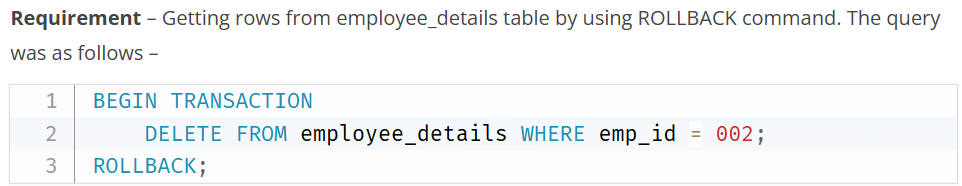 Requirement – Getting rows from employee_details table by using ROLLBACK command. The query
was as follows –
1 BEGIN TRANSACTION
2 DELETE FROM employee_details WHERE emp_id = 002;
3 ROLLBACK;